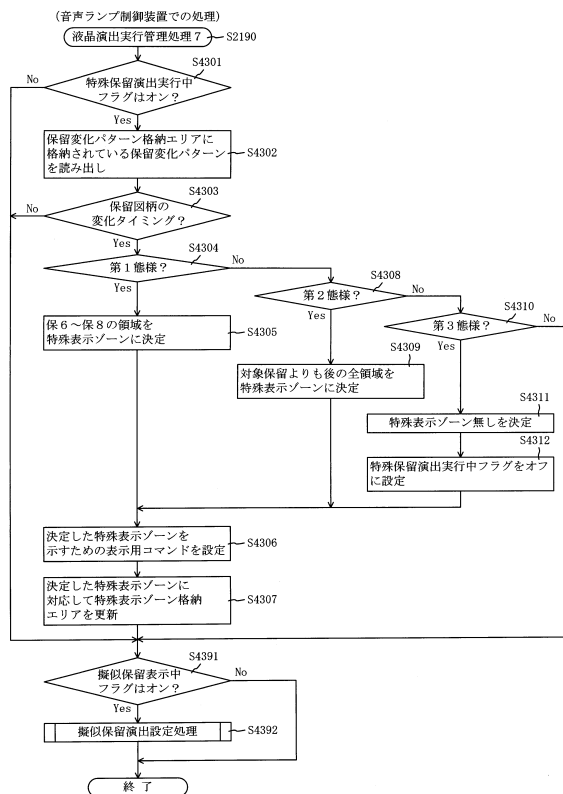 (音声ランプ制御装置での処理)
液晶演出実行管理処理7
S2190
S4301
特殊保留演出実行中
フラグはオン?
No
Yes
保留変化パターン格納エリアに
格納されている保留変化パターン
を読み出し
S4302
S4303
保留図柄の
変化タイミング?
No
Yes
S4304
第1態様?
No
Yes
S4308
第2態様?
No
Yes
S4310
第3態様?
No
Yes
保6~保8の領域を
特殊表示ゾーンに決定
S4305
S4309
対象保留よりも後の全領域を
特殊表示ゾーンに決定
S4311
特殊表示ゾーン無しを決定
S4312
特殊保留演出実行中フラグをオフ
に設定
決定した特殊表示ゾーンを
示すための表示用コマンドを設定
S4306
決定した特殊表示ゾーンに
対応して特殊表示ゾーン格納
エリアを更新
S4307
S4391
擬似保留表示中
フラグはオン?
No
Yes
擬似保留演出設定処理
S4392
終了